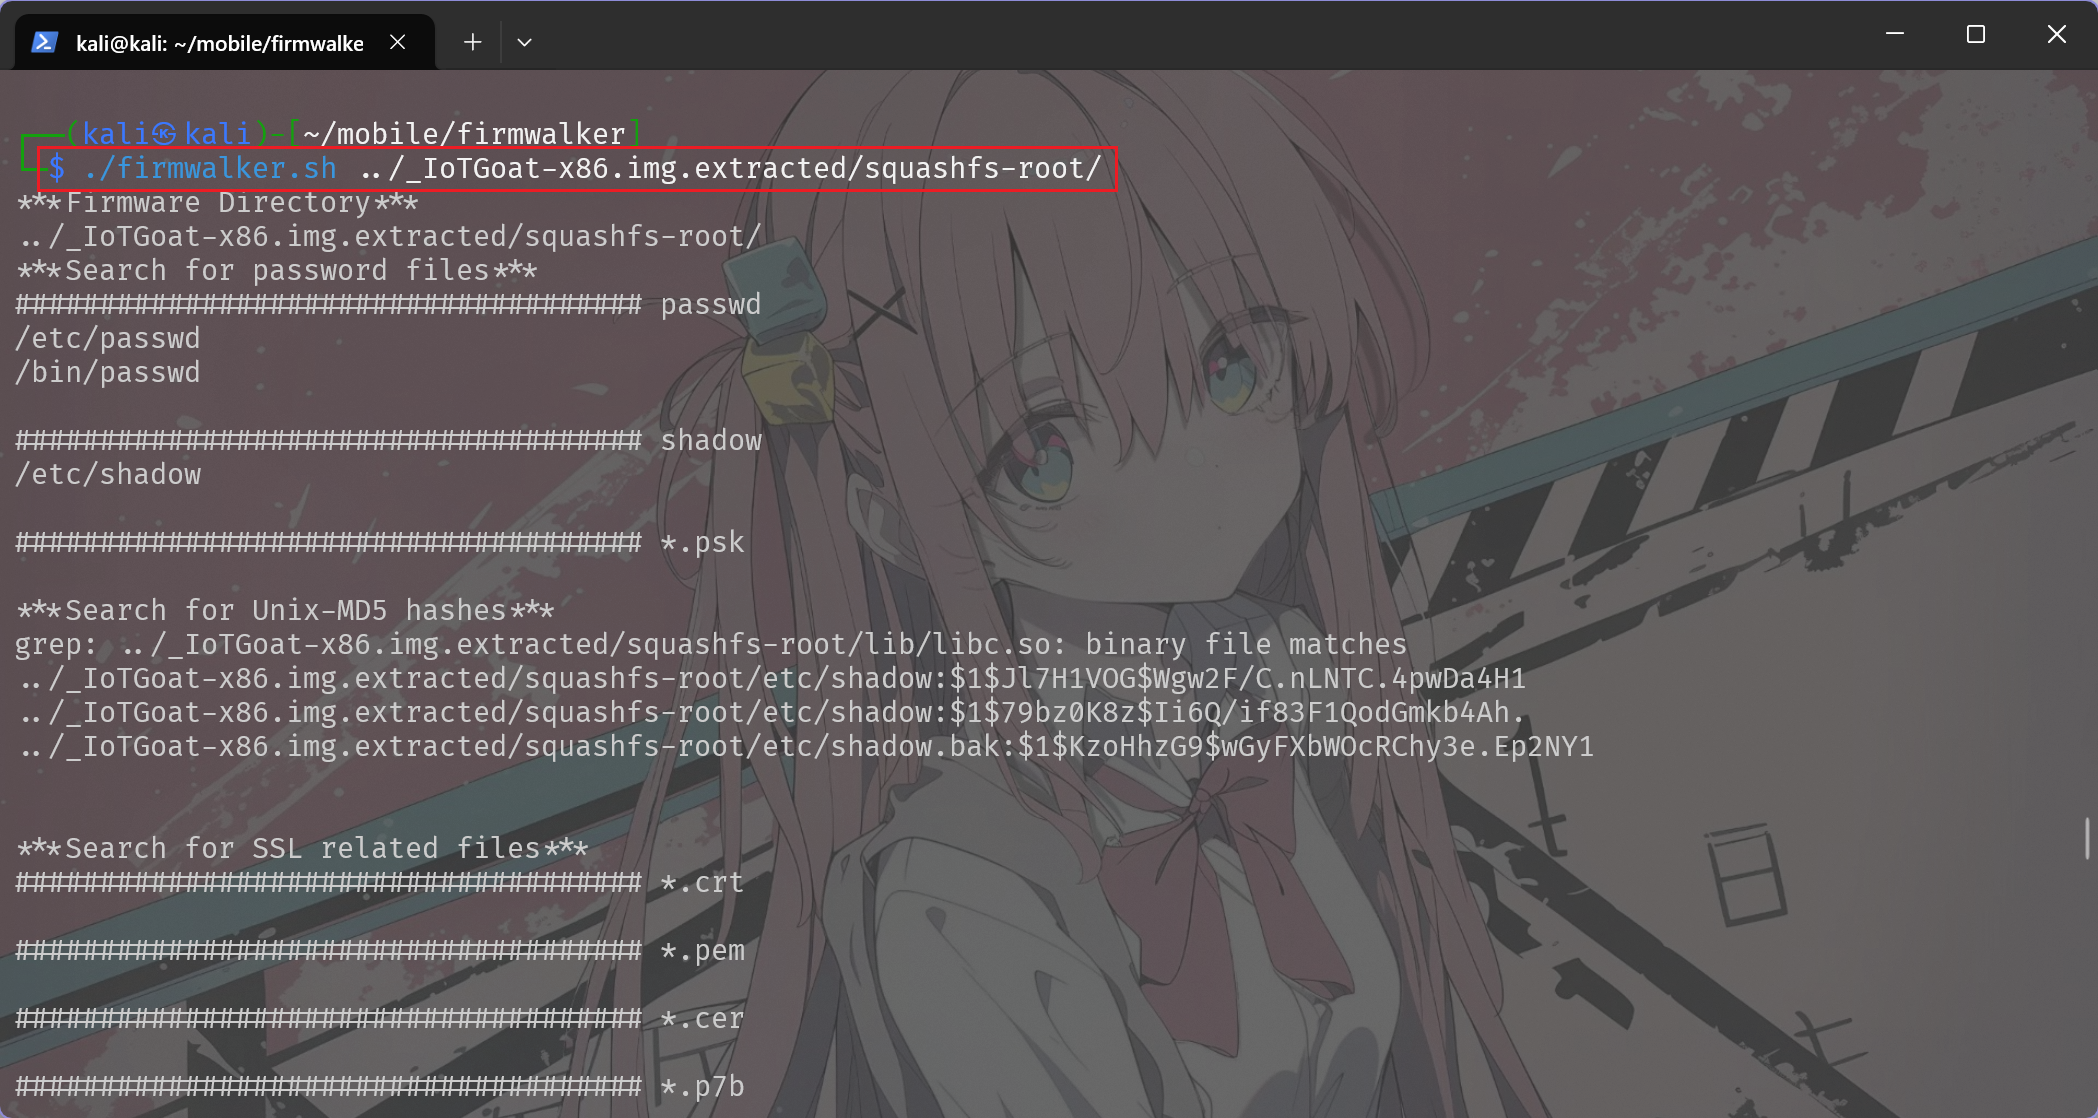 kali@kali: ~/mobile/firmwalke
┌──(kali㉿kali)-[~/mobile/firmwalker]
└─$ ./firmwalker.sh ../_IoTGoat-x86.img.extracted/squashfs-root/
***Firmware Directory***
../_IoTGoat-x86.img.extracted/squashfs-root/
***Search for password files***
##################################### passwd
/etc/passwd
/bin/passwd
##################################### shadow
/etc/shadow
##################################### *.psk
***Search for Unix-MD5 hashes***
grep: ../_IoTGoat-x86.img.extracted/squashfs-root/lib/libc.so: binary file matches
../_IoTGoat-x86.img.extracted/squashfs-root/etc/shadow:$1$Jl7H1VOG$Wgw2F/C.nLNTC.4pwDa4H1
../_IoTGoat-x86.img.extracted/squashfs-root/etc/shadow:$1$79bz0K8z$Ii6Q/if83F1QodGmkb4Ah.
../_IoTGoat-x86.img.extracted/squashfs-root/etc/shadow.bak:$1$KzoHhzG9$wGyFXbWOcRChy3e.Ep2NY1
***Search for SSL related files***
##################################### *.crt
##################################### *.pem
##################################### *.cer
##################################### *.p7b